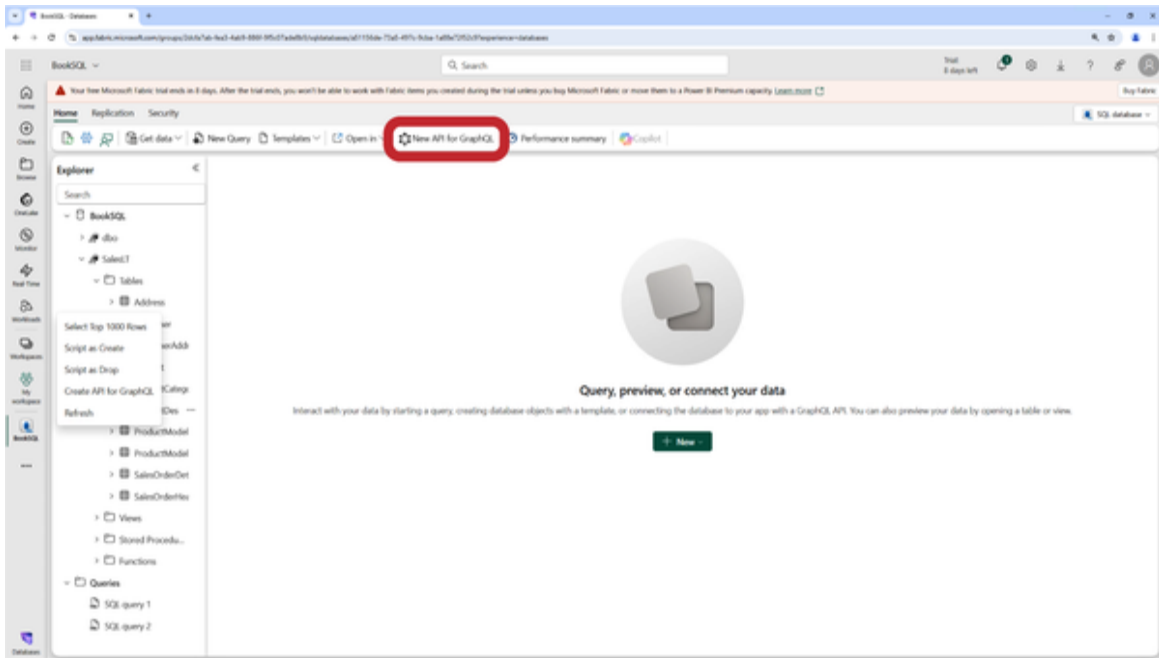 BookSQL - Databases
BookSQL
Search
Trial
8 days left
Your free Microsoft Fabric trial ends in 8 days. After the trial ends, you won't be able to work with Fabric items you created during the trial unless you buy Microsoft Fabric or move them to a Power BI Premium capacity. Learn more
Buy Fabric
Home Replication Security
SQL database
Get data New Query Templates Open in New API for GraphQL Performance summary Copilot
Home
Create
Browse
OneLake
Monitor
Real-Time
Workloads
Workspaces
My workspace
BookSQL
Databases
Explorer
Search
BookSQL
dbo
SalesLT
Tables
Address
Select Top 1000 Rows
Script as Create
Script as Drop
Create API for GraphQL
Refresh
ProductModel
ProductModel
SalesOrderDet
SalesOrderHea
Views
Stored Procedu...
Functions
Queries
SQL query 1
SQL query 2
Query, preview, or connect your data
Interact with your data by starting a query, creating database objects with a template, or connecting the database to your app with a GraphQL API. You can also preview your data by opening a table or view.
+ New